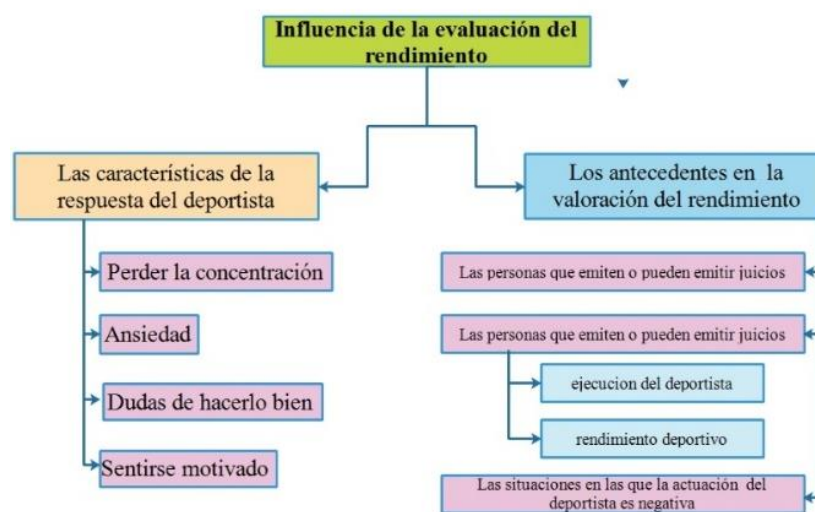 Influencia de la evaluación del
rendimiento
Las características de la
respuesta del deportista
Perder la concentración
Ansiedad
Dudas de hacerlo bien
Sentirse motivado
Los antecedentes en la
valoración del rendimiento
Las personas que emiten o pueden emitir juicios
Las personas que emiten o pueden emitir juicios
ejecucion del deportista
rendimiento deportivo
Las situaciones en las que la actuación del
deportista es negativa